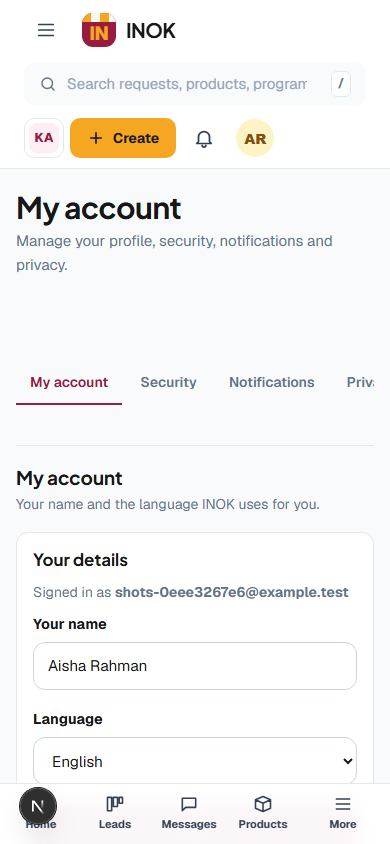 IN INOK
Search requests, products, program
/
KA
+ Create
AR
My account
Manage your profile, security, notifications and
privacy.
My account Security Notifications Priva
My account
Your name and the language INOK uses for you.
Your details
Signed in as shots-0eee3267e6@example.test
Your name
Aisha Rahman
Language
English
N
Home Leads Messages Products More